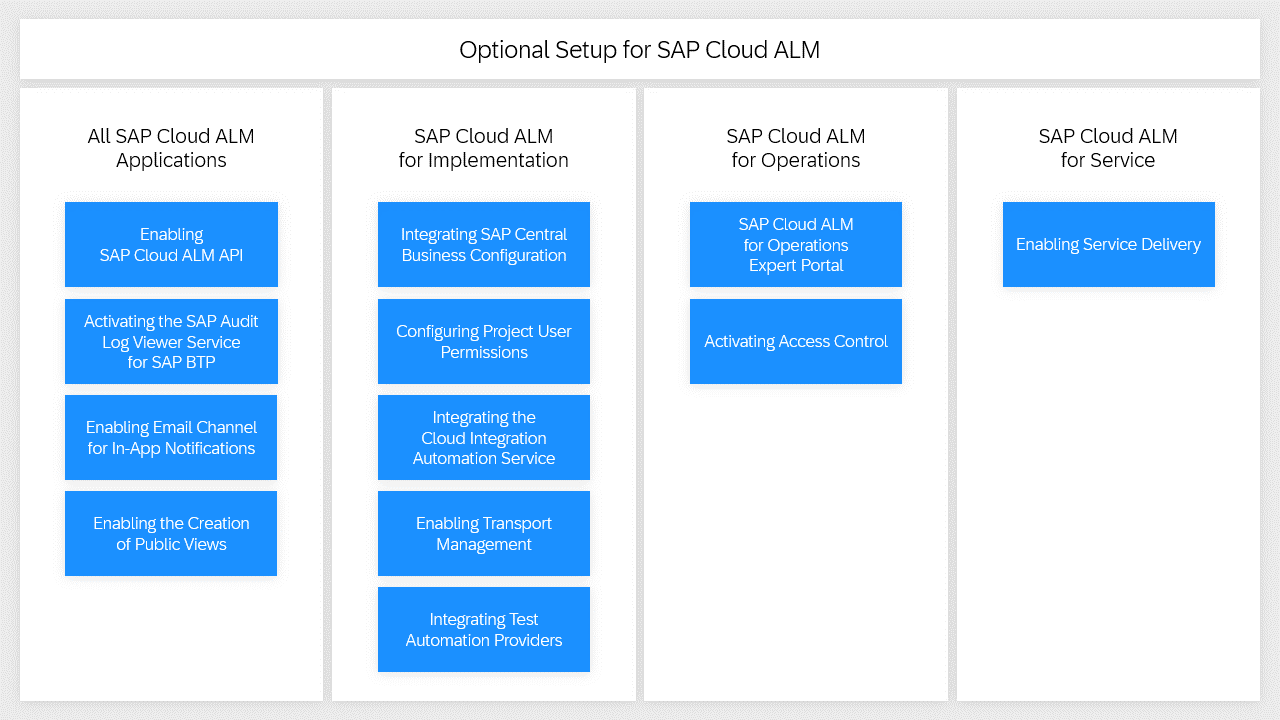 Optional Setup for SAP Cloud ALM
All SAP Cloud ALM
Applications
Enabling
SAP Cloud ALM API
Activating the SAP Audit
Log Viewer Service
for SAP BTP
Enabling Email Channel
for In-App Notifications
Enabling the Creation
of Public Views
SAP Cloud ALM
for Implementation
Integrating SAP Central
Business Configuration
Configuring Project User
Permissions
Integrating the
Cloud Integration
Automation Service
Enabling Transport
Management
Integrating Test
Automation Providers
SAP Cloud ALM
for Operations
SAP Cloud ALM
for Operations
Expert Portal
Activating Access Control
SAP Cloud ALM
for Service
Enabling Service Delivery